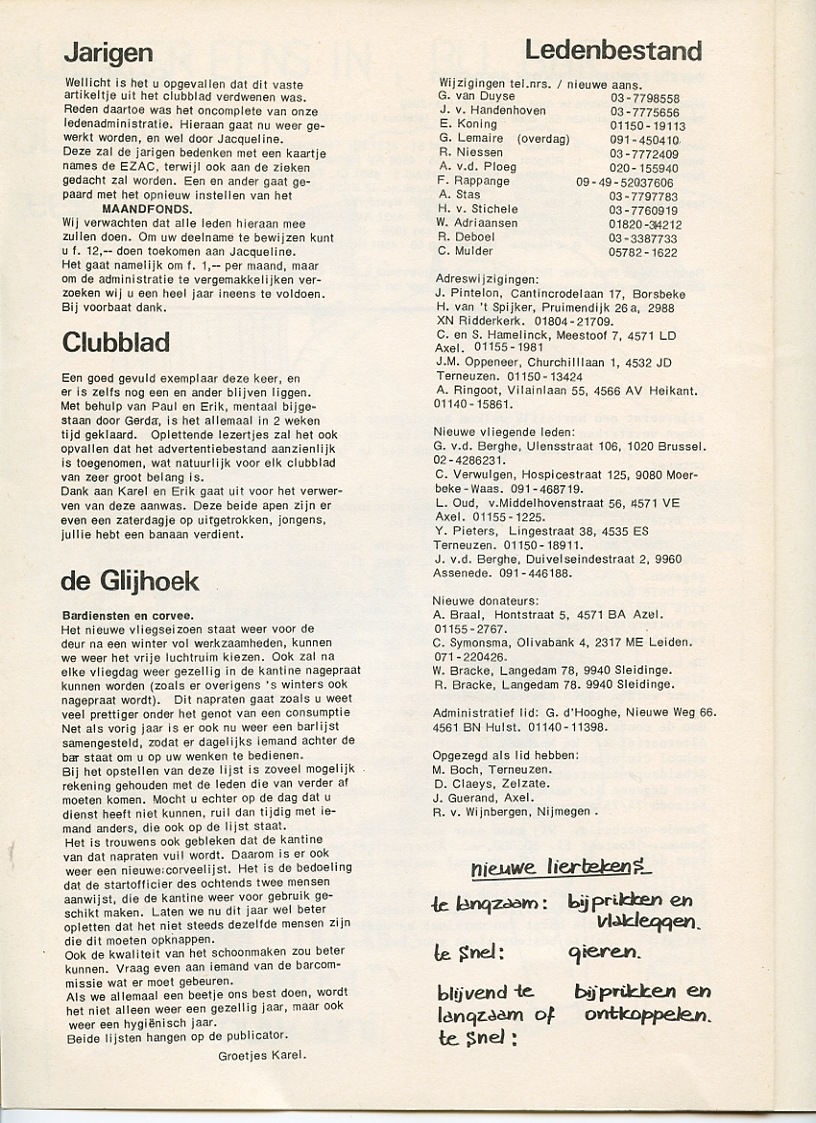 Jarigen
Wellicht is het u opgevallen dat dit vaste
artikeltje uit het clubblad verdwenen was.
Reden daartoe was het oncomplete van onze
ledenadministratie. Hieraan gaat nu weer ge-
werkt worden, en wel door Jacqueline.
Deze zal de jarigen bedenken met een kaartje
names de EZAC, terwijl ook aan de zieken
gedacht zal worden. Een en ander gaat ge-
paard met het opnieuw instellen van het
MAANDFONDS.
Wij verwachten dat alle leden hieraan mee
zullen doen. Om uw deelname te bewijzen kunt
u f. 12,-- doen toekomen aan Jacqueline.
Het gaat namelijk om f. 1,-- per maand, maar
om de administratie te vergemakkelijken ver-
zoeken wij u een heel jaar ineens te voldoen.
Bij voorbaat dank.
Clubblad
Een goed gevuld exemplaar deze keer, en
er is zelfs nog een en ander blijven liggen.
Met behulp van Paul en Erik, mentaal bijge-
staan door Gerda, is het allemaal in 2 weken
tijd geklaard. Oplettende lezertjes zal het ook
opvallen dat het advertentiebestand aanzienlijk
is toegenomen, wat natuurlijk voor elk clubblad
van zeer groot belang is.
Dank aan Karel en Erik gaat uit voor het verwer-
ven van deze aanwas. Deze beide apen zijn er
even een zaterdagje op uitgetrokken, jongens,
jullie hebt een banaan verdient.
de Glijhoek
Bardiensten en corvee.
Het nieuwe vliegseizoen staat weer voor de
deur na een winter vol werkzaamheden, kunnen
we weer het vrije luchtruim kiezen. Ook zal na
elke vliegdag weer gezellig in de kantine nagepraat
kunnen worden (zoals er overigens 's winters ook
nagepraat wordt). Dit napraten gaat zoals u weet
veel prettiger onder het genot van een consumptie
Net als vorig jaar is er ook nu weer een barlijst
samengesteld, zodat er dagelijks iemand achter de
bar staat om u op uw wenken te bedienen.
Bij het opstellen van deze lijst is zoveel mogelijk
rekening gehouden met de leden die van verder af
moeten komen. Mocht u echter op de dag dat u
dienst heeft niet kunnen, ruil dan tijdig met ie-
mand anders, die ook op de lijst staat.
Het is trouwens ook gebleken dat de kantine
van dat napraten vuil wordt. Daarom is er ook
weer een nieuwe corveelijst. Het is de bedoeling
dat de startofficier des ochtends twee mensen
aanwijst, die de kantine weer voor gebruik ge-
schikt maken. Laten we nu dit jaar wel beter
opletten dat het niet steeds dezelfde mensen zijn
die dit moeten opknappen.
Ook de kwaliteit van het schoonmaken zou beter
kunnen. Vraag even aan iemand van de barcom-
missie wat er moet gebeuren.
Als we allemaal een beetje ons best doen, wordt
het niet alleen weer een gezellig jaar, maar ook
weer een hygiënisch jaar.
Beide lijsten hangen op de publicator.
Groetjes Karel.
Ledenbestand
Wijzigingen tel.nrs. / nieuwe aans.
G. van Duyse 03-7798558
J. v. Handenhoven 03-7775656
E. Koning 01150-19113
G. Lemaire (overdag) 091-450410
R. Niessen 03-7772409
A. v.d. Ploeg 020-155940
F. Rappange 09-49-52037606
A. Stas 03-7797783
H. v. Stichele 03-7760919
W. Adriaansen 01820-34212
R. Deboel 03-3387733
C. Mulder 05782-1622
Adreswijzigingen:
J. Pintelon, Cantincrodelaan 17, Borsbeke
H. van 't Spijker, Pruimendijk 26a, 2988
XN Ridderkerk. 01804-21709.
C. en S. Hamelinck, Meestoof 7, 4571 LD
Axel. 01155-1981
J.M. Oppeneer, Churchilllaan 1, 4532 JD
Terneuzen. 01150-13424
A. Ringoot, Vilainlaan 55, 4566 AV Heikant.
01140-15861.
Nieuwe vliegende leden:
G. v.d. Berghe, Ulensstraat 106, 1020 Brussel.
02-4286231.
C. Verwulgen, Hospicestraat 125, 9080 Moer-
beke-Waas. 091-468719.
L. Oud, v.Middelhovenstraat 56, 4571 VE
Axel. 01155-1225.
Y. Pieters, Lingestraat 38, 4535 ES
Terneuzen. 01150-18911.
J. v.d. Berghe, Duivelseindestraat 2, 9960
Assenede. 091-446188.
Nieuwe donateurs:
A. Braal, Hontstraat 5, 4571 BA Azel.
01155-2767.
C. Symonsma, Olivabank 4, 2317 ME Leiden.
071-220426.
W. Bracke, Langedam 78, 9940 Sleidinge.
R. Bracke, Langedam 78. 9940 Sleidinge.
Administratief lid: G. d'Hooghe, Nieuwe Weg 66.
4561 BN Hulst. 01140-11398.
Opgezegd als lid hebben:
M. Boch, Terneuzen.
D. Claeys, Zelzate.
J. Guerand, Axel.
R. v. Wijnbergen, Nijmegen.
nieuwe liertekens
te langzaam: bijprikken en
vlakleggen.
te snel: gieren.
blijvend te bijprikken en
langzaam of ontkoppelen.
te snel: